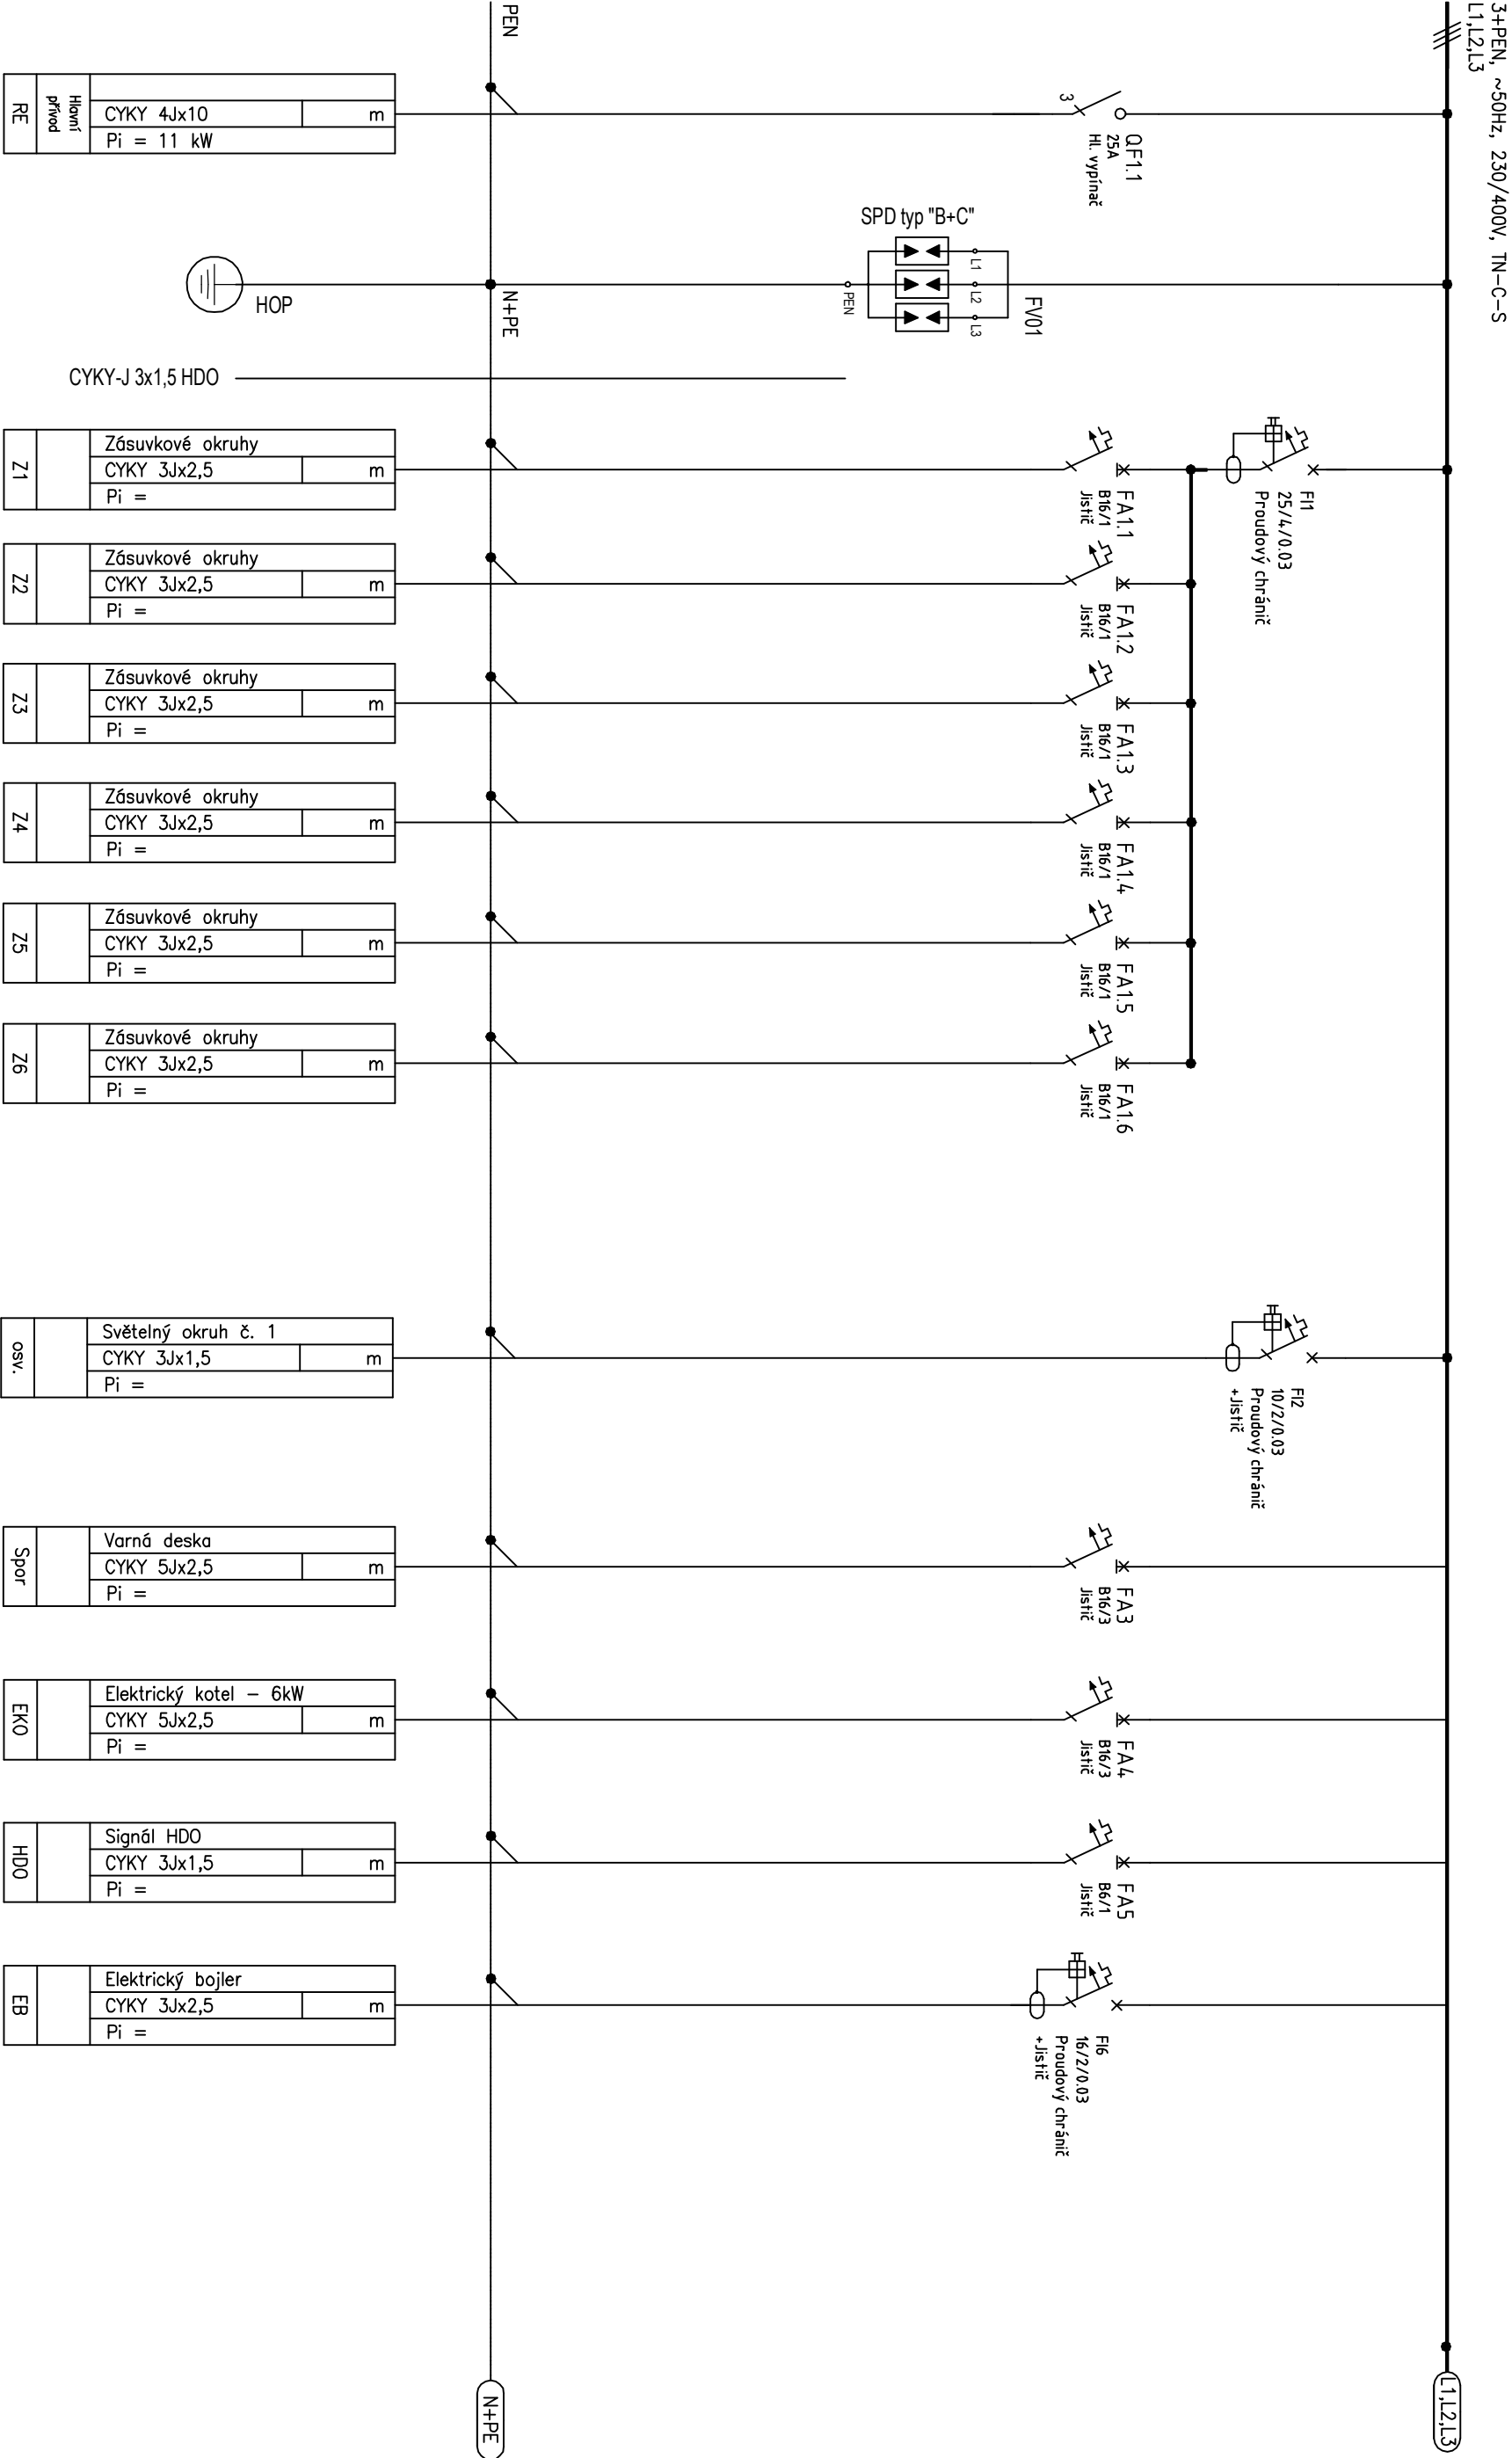 3+PEN, ~50Hz, 230/400V, TN-C-S
L1,L2,L3
PEN
Hlavní
přívod
RE
CYKY 4Jx10
m
Pi = 11 kW
3
QF1.1
25A
Hl. vypínač
SPD typ "B+C"
L1
L2
L3
PEN
FV01
HOP
N+PE
CYKY-J 3x1,5 HDO
FI1
25/4/0.03
Proudový chránič
Z1
Zásuvkové okruhy
CYKY 3Jx2,5
m
Pi =
FA1.1
B16/1
Jistič
Z2
Zásuvkové okruhy
CYKY 3Jx2,5
m
Pi =
FA1.2
B16/1
Jistič
Z3
Zásuvkové okruhy
CYKY 3Jx2,5
m
Pi =
FA1.3
B16/1
Jistič
Z4
Zásuvkové okruhy
CYKY 3Jx2,5
m
Pi =
FA1.4
B16/1
Jistič
Z5
Zásuvkové okruhy
CYKY 3Jx2,5
m
Pi =
FA1.5
B16/1
Jistič
Z6
Zásuvkové okruhy
CYKY 3Jx2,5
m
Pi =
FA1.6
B16/1
Jistič
osv.
Světelný okruh č. 1
CYKY 3Jx1,5
m
Pi =
FI2
10/2/0.03
Proudový chránič
+Jistič
Spor
Varná deska
CYKY 5Jx2,5
m
Pi =
FA3
B16/3
Jistič
EKO
Elektrický kotel – 6kW
CYKY 5Jx2,5
m
Pi =
FA4
B16/3
Jistič
HDO
Signál HDO
CYKY 3Jx1,5
m
Pi =
FA5
B6/1
Jistič
EB
Elektrický bojler
CYKY 3Jx2,5
m
Pi =
FI6
16/2/0.03
Proudový chránič
+Jistič
N+PE
L1,L2,L3